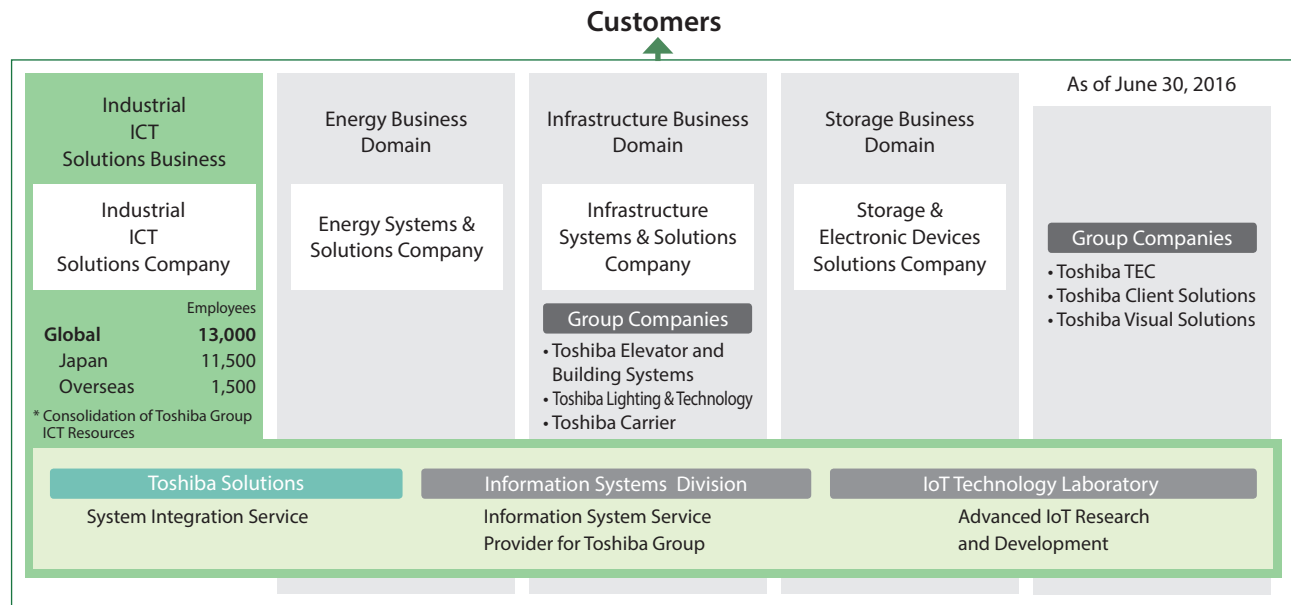 Customers
As of June 30, 2016
Industrial
ICT
Solutions Business
Industrial
ICT
Solutions Company
Employees
Global 13,000
Japan 11,500
Overseas 1,500
* Consolidation of Toshiba Group
ICT Resources
Energy Business
Domain
Energy Systems &
Solutions Company
Infrastructure Business
Domain
Infrastructure
Systems & Solutions
Company
Group Companies
• Toshiba Elevator and
Building Systems
• Toshiba Lighting & Technology
• Toshiba Carrier
Storage Business
Domain
Storage &
Electronic Devices
Solutions Company
Group Companies
• Toshiba TEC
• Toshiba Client Solutions
• Toshiba Visual Solutions
Toshiba Solutions
System Integration Service
Information Systems Division
Information System Service
Provider for Toshiba Group
IoT Technology Laboratory
Advanced IoT Research
and Development